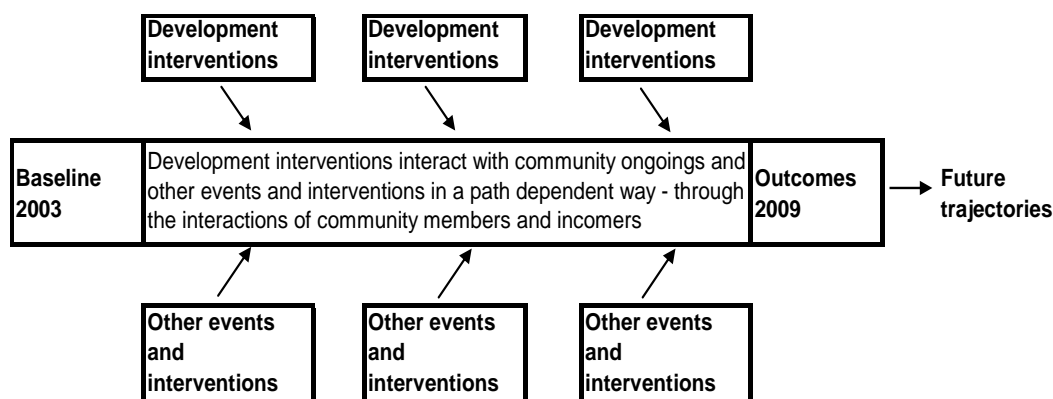 Development
interventions
Development
interventions
Development
interventions
Baseline
2003
Development interventions interact with community ongoings and
other events and interventions in a path dependent way - through
the interactions of community members and incomers
Outcomes
2009
Future
trajectories
Other events
and
interventions
Other events
and
interventions
Other events
and
interventions